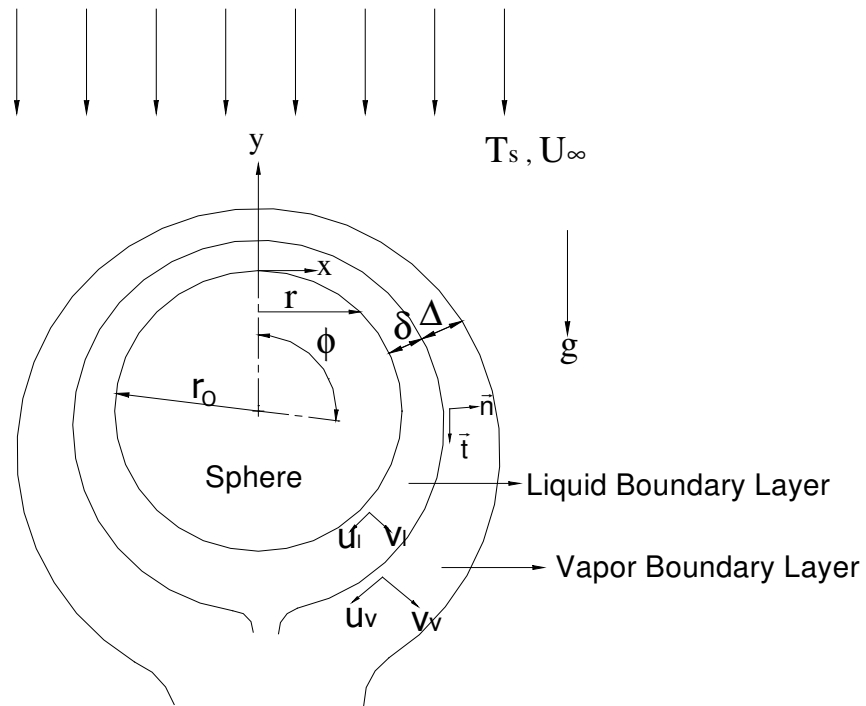 y
Ts , U∞
x
r
δ
Δ
ϕ
g
ro
n⃗
t⃗
Sphere
Liquid Boundary Layer
ul
vl
Vapor Boundary Layer
uv
vv